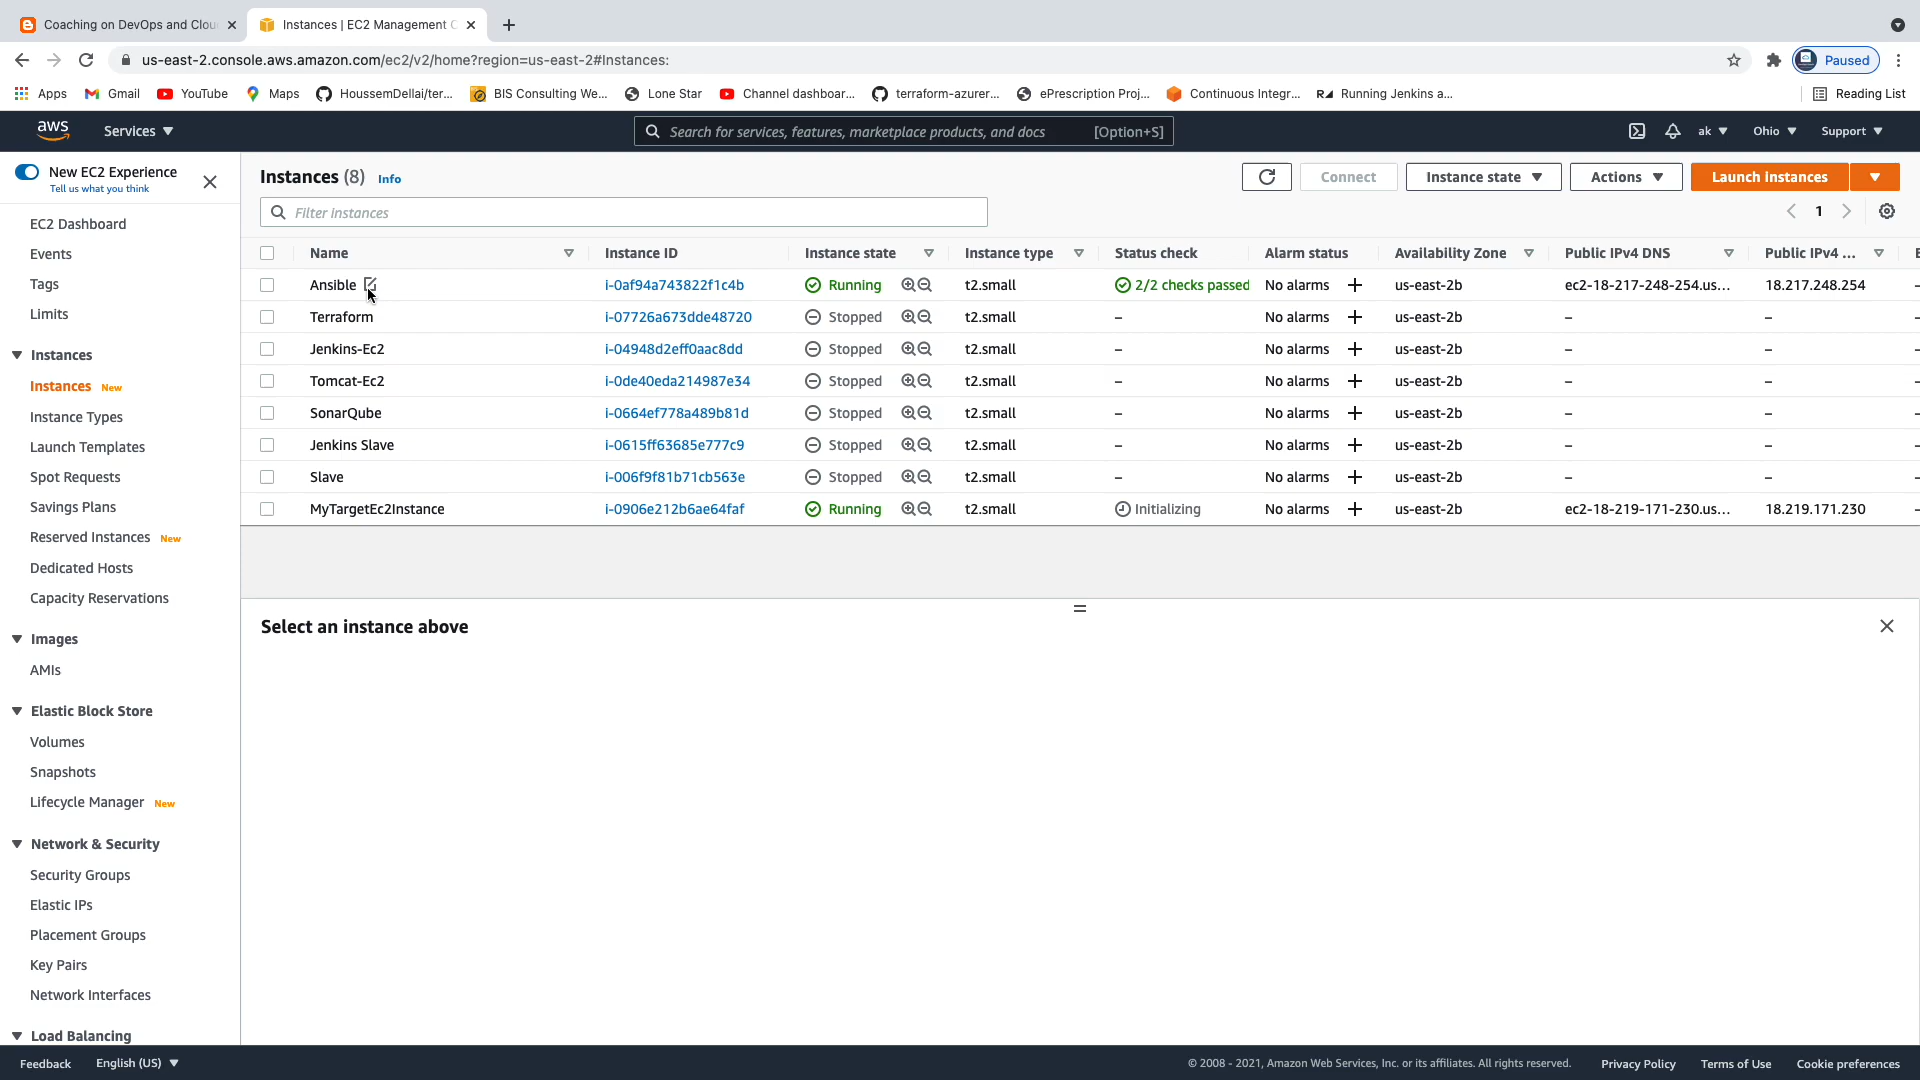 Coaching on DevOps and Clou
Instances | EC2 Management C
us-east-2.console.aws.amazon.com/ec2/v2/home?region=us-east-2#Instances:
Paused
Apps Gmail YouTube Maps HoussemDellai/ter... BIS Consulting We... Lone Star Channel dashboar... terraform-azurer... ePrescription Proj... Continuous Integr... Running Jenkins a... Reading List
aws Services Search for services, features, marketplace products, and docs [Option+S] ak Ohio Support
New EC2 Experience
Tell us what you think
EC2 Dashboard
Events
Tags
Limits
Instances
Instances New
Instance Types
Launch Templates
Spot Requests
Savings Plans
Reserved Instances New
Dedicated Hosts
Capacity Reservations
Images
AMIs
Elastic Block Store
Volumes
Snapshots
Lifecycle Manager New
Network & Security
Security Groups
Elastic IPs
Placement Groups
Key Pairs
Network Interfaces
Load Balancing
Instances (8) Info Connect Instance state Actions Launch instances
Filter instances 1
Name Instance ID Instance state Instance type Status check Alarm status Availability Zone Public IPv4 DNS Public IPv4 ...
Ansible i-0af94a743822f1c4b Running t2.small 2/2 checks passed No alarms + us-east-2b ec2-18-217-248-254.us... 18.217.248.254 –
Terraform i-07726a673dde48720 Stopped t2.small – No alarms + us-east-2b – – –
Jenkins-Ec2 i-04948d2eff0aac8dd Stopped t2.small – No alarms + us-east-2b – – –
Tomcat-Ec2 i-0de40eda214987e34 Stopped t2.small – No alarms + us-east-2b – – –
SonarQube i-0664ef778a489b81d Stopped t2.small – No alarms + us-east-2b – – –
Jenkins Slave i-0615ff63685e777c9 Stopped t2.small – No alarms + us-east-2b – – –
Slave i-006f9f81b71cb563e Stopped t2.small – No alarms + us-east-2b – – –
MyTargetEc2Instance i-0906e212b6ae64faf Running t2.small Initializing No alarms + us-east-2b ec2-18-219-171-230.us... 18.219.171.230 –
Select an instance above
Feedback English (US) © 2008 - 2021, Amazon Web Services, Inc. or its affiliates. All rights reserved. Privacy Policy Terms of Use Cookie preferences